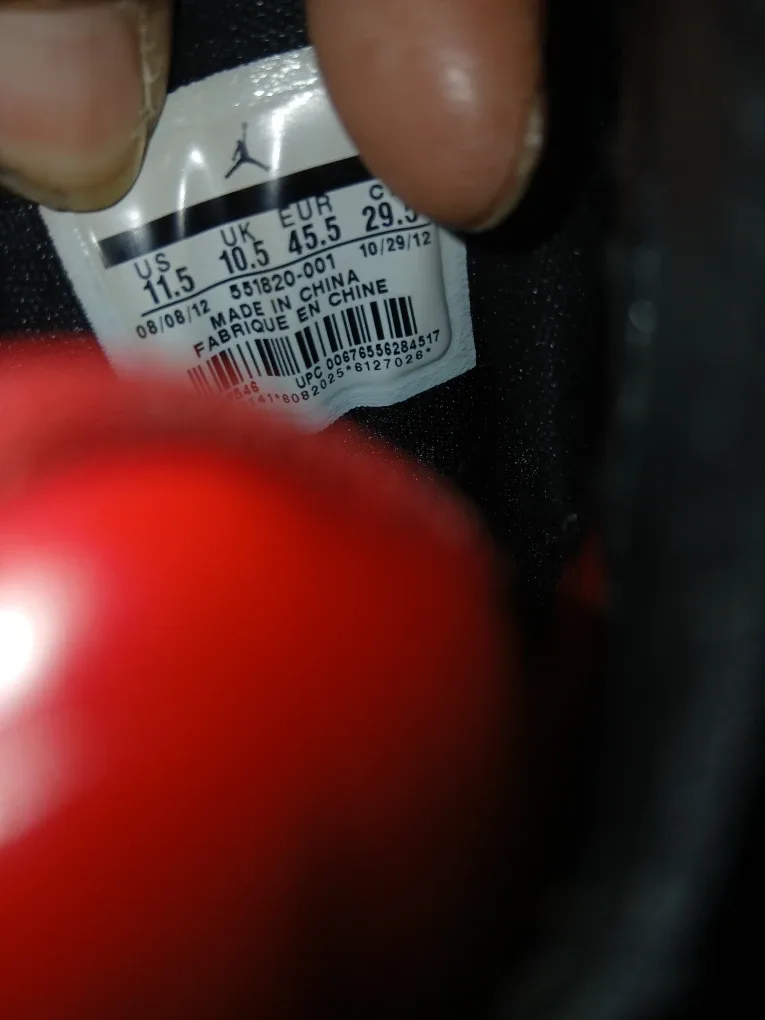 US UK EUR
11.5 10.5 45.5 29.5
08/08/12 551820-001 10/29/12
MADE IN CHINA
FABRIQUE EN CHINE
UPC 00676556284517